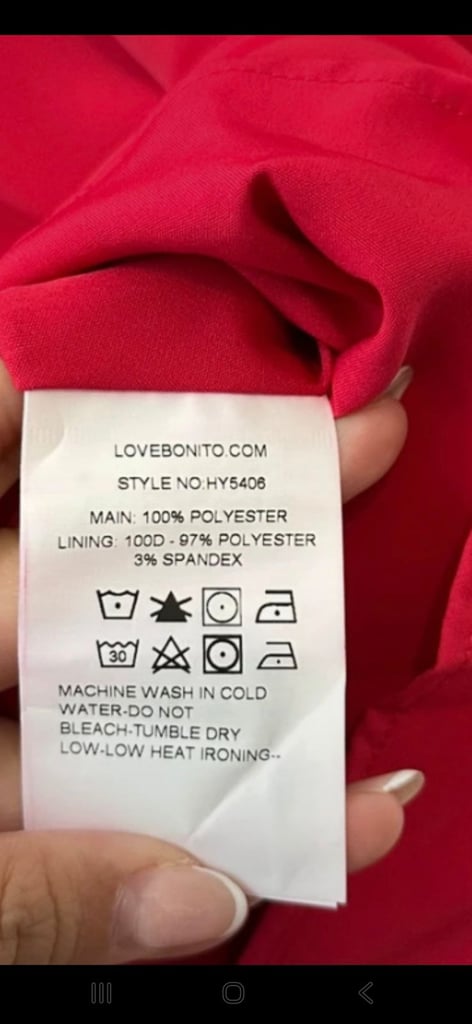 LOVEBONITO.COM
STYLE NO:HY5406
MAIN: 100% POLYESTER
LINING: 100D - 97% POLYESTER
3% SPANDEX
30
MACHINE WASH IN COLD
WATER-DO NOT
BLEACH-TUMBLE DRY
LOW-LOW HEAT IRONING--